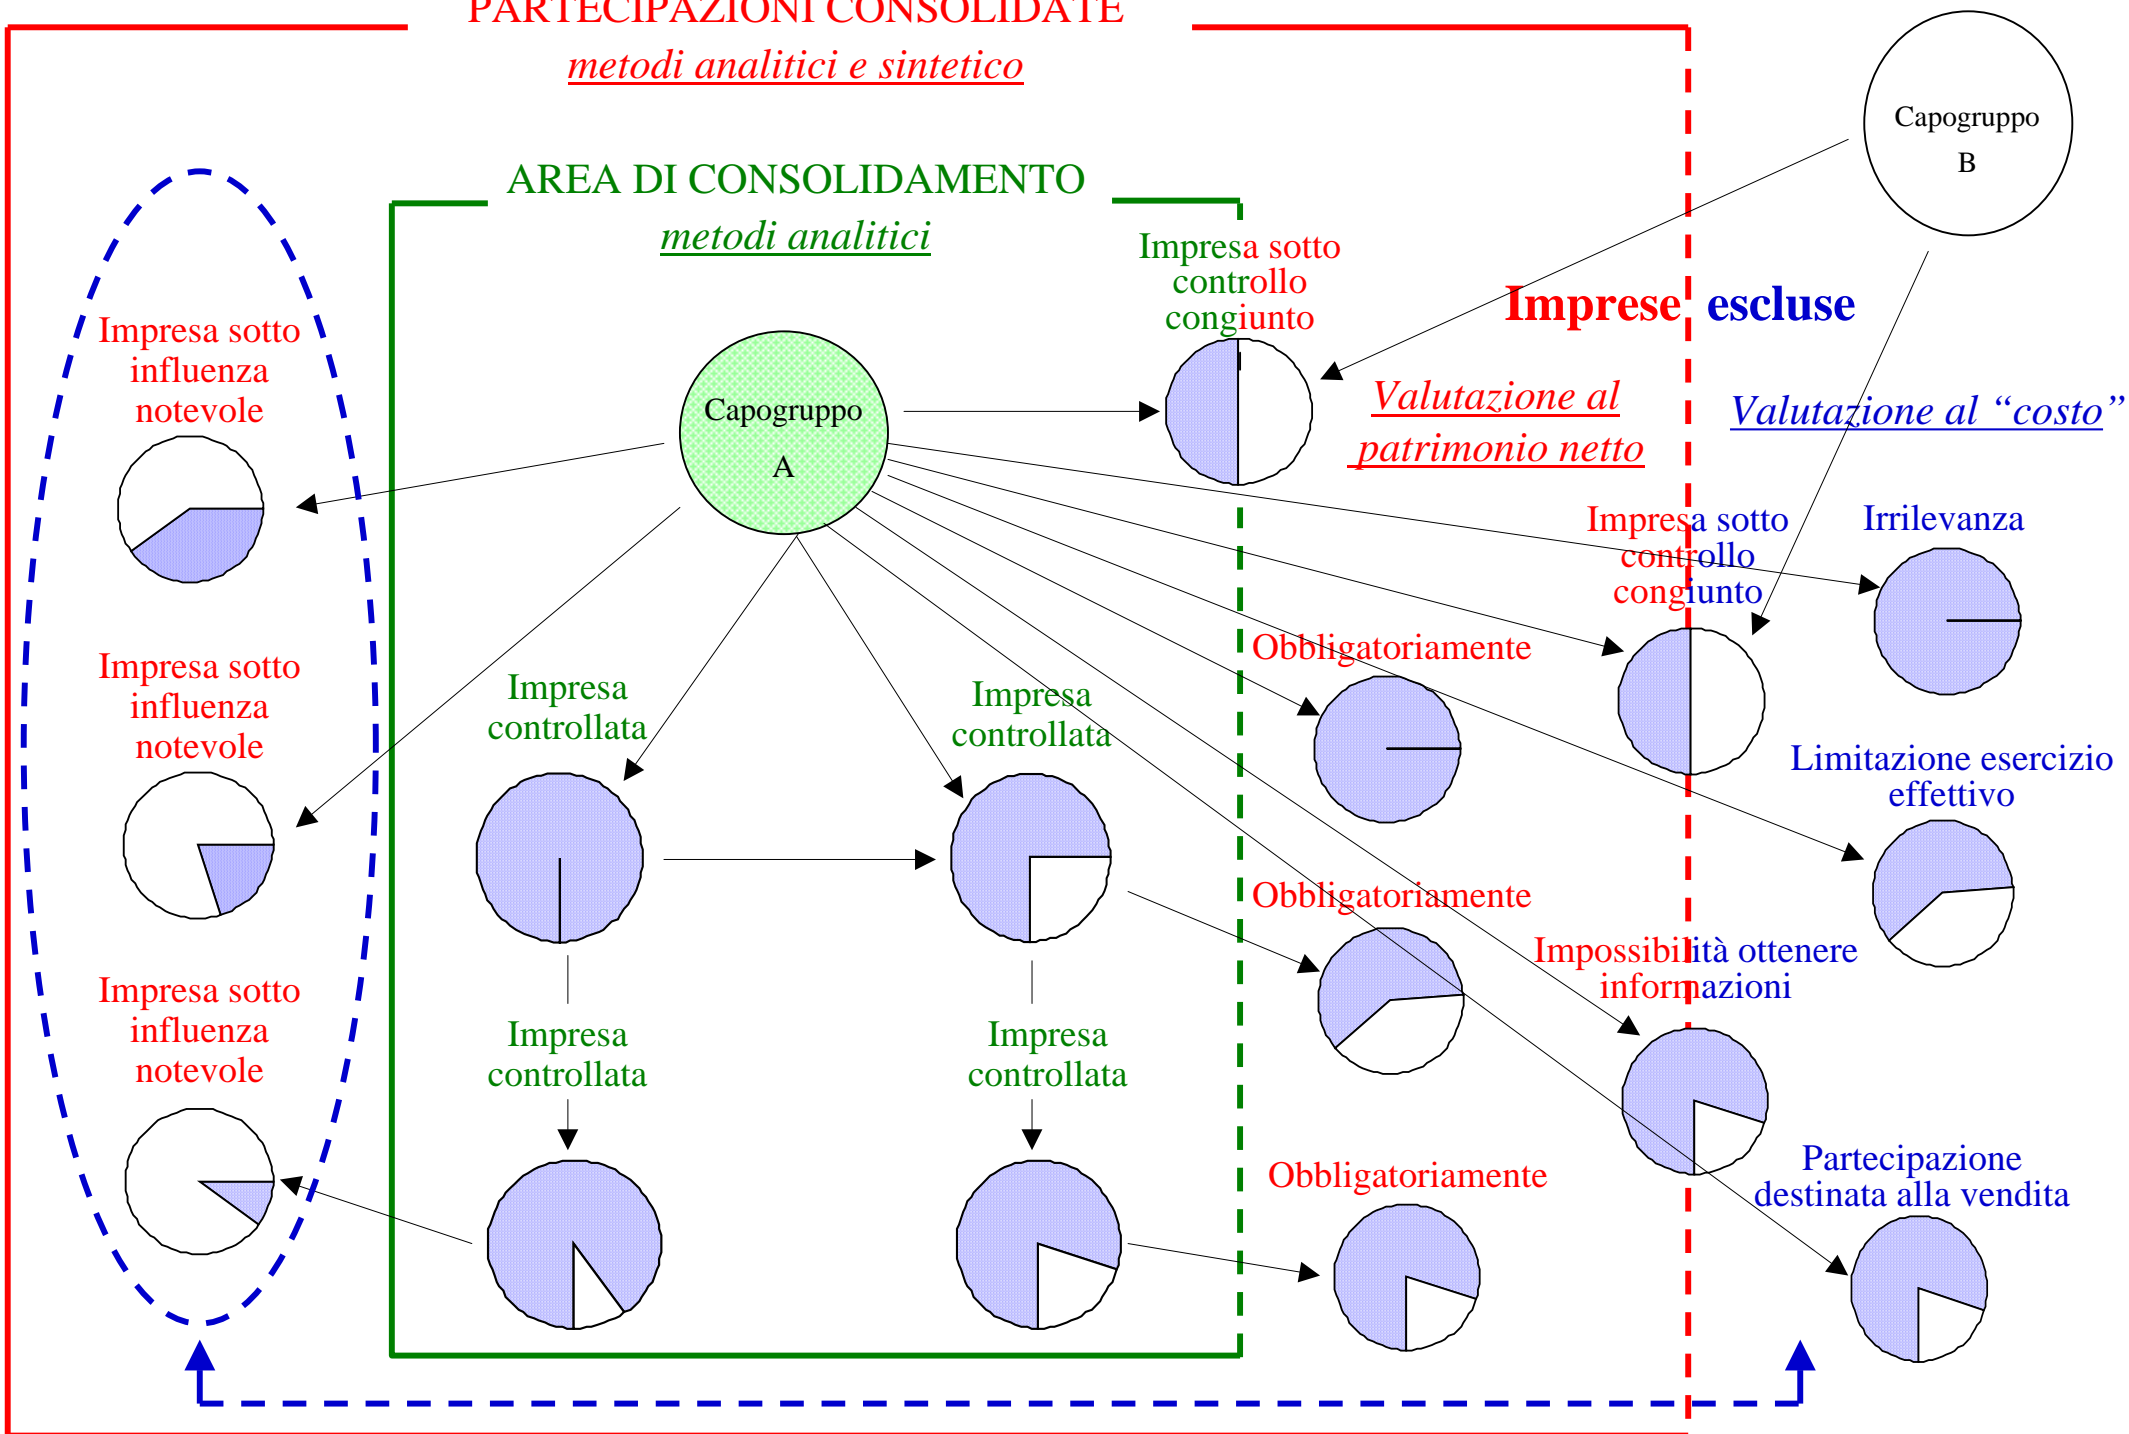 PARTECIPAZIONI CONSOLIDATE
metodi analitici e sintetico
Capogruppo
B
AREA DI CONSOLIDAMENTO
metodi analitici
Impresa sotto
controllo
congiunto
Imprese escluse
Impresa sotto
influenza
notevole
Capogruppo
A
Valutazione al
patrimonio netto
Valutazione al “costo”
Impresa sotto
controllo
congiunto
Irrilevanza
Obbligatoriamente
Impresa sotto
influenza
notevole
Impresa
controllata
Impresa
controllata
Limitazione esercizio
effettivo
Obbligatoriamente
Impossibilità ottenere
informazioni
Impresa sotto
influenza
notevole
Impresa
controllata
Impresa
controllata
Obbligatoriamente
Partecipazione
destinata alla vendita